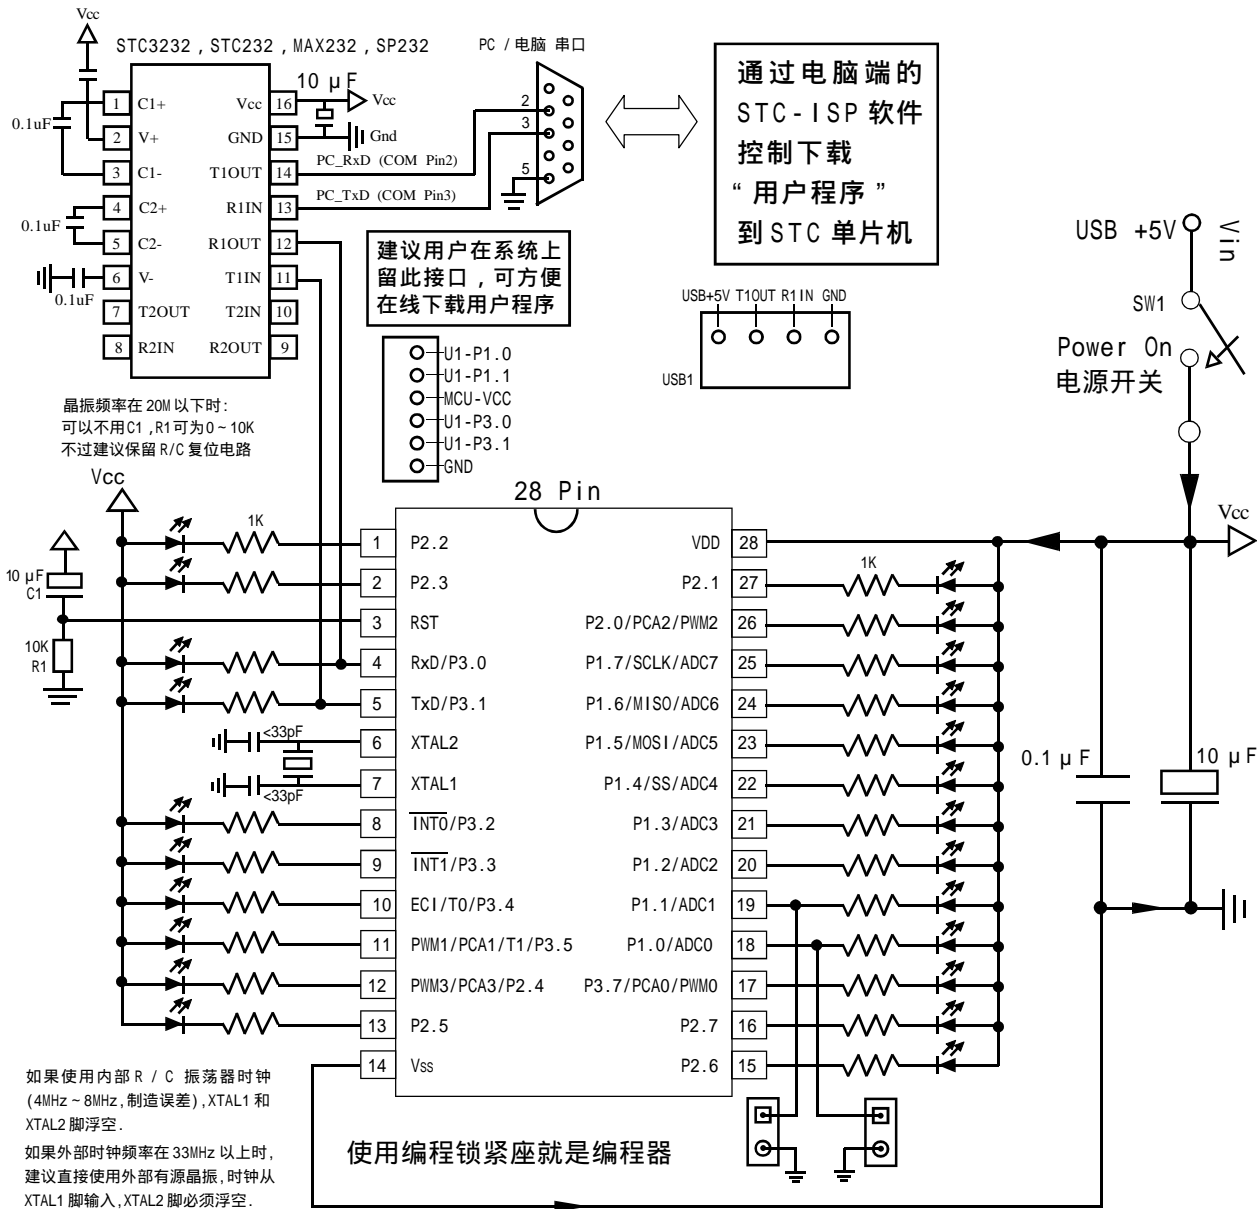 Vcc
STC3232，STC232，MAX232，SP232
PC / 电脑 串口
10 μF
1 C1+
Vcc 16
Vcc
0.1uF
2 V+
GND 15
Gnd
3 C1-
T1OUT 14
PC_RxD (COM Pin2)
4 C2+
R1IN 13
PC_TxD (COM Pin3)
0.1uF
5 C2-
R1OUT 12
6 V-
T1IN 11
0.1uF
7 T2OUT
T2IN 10
8 R2IN
R2OUT 9
2
3
5
通过电脑端的
STC-ISP 软件
控制下载
“用户程序”
到 STC 单片机
建议用户在系统上
留此接口，可方便
在线下载用户程序
USB+5V T1OUT R1IN GND
USB1
U1-P1.0
U1-P1.1
MCU-VCC
U1-P3.0
U1-P3.1
GND
USB +5V
Vin
SW1
Power On
电源开关
Vcc
晶振频率在 20M 以下时:
可以不用C1 ,R1可为0~10K
不过建议保留 R/C 复位电路
Vcc
10 μF
C1
10K
R1
1K
28 Pin
1 P2.2
2 P2.3
3 RST
4 RxD/P3.0
5 TxD/P3.1
<33pF
6 XTAL2
7 XTAL1
<33pF
8 INT0/P3.2
9 INT1/P3.3
10 ECI/T0/P3.4
11 PWM1/PCA1/T1/P3.5
12 PWM3/PCA3/P2.4
13 P2.5
14 Vss
VDD 28
1K
P2.1 27
P2.0/PCA2/PWM2 26
P1.7/SCLK/ADC7 25
P1.6/MISO/ADC6 24
P1.5/MOSI/ADC5 23
P1.4/SS/ADC4 22
P1.3/ADC3 21
P1.2/ADC2 20
P1.1/ADC1 19
P1.0/ADC0 18
P3.7/PCA0/PWM0 17
P2.7 16
P2.6 15
0.1 μF
10 μF
如果使用内部 R / C 振荡器时钟
(4MHz~8MHz,制造误差),XTAL1 和
XTAL2 脚浮空.
如果外部时钟频率在 33MHz 以上时,
建议直接使用外部有源晶振,时钟从
XTAL1 脚输入,XTAL2 脚必须浮空.
使用编程锁紧座就是编程器